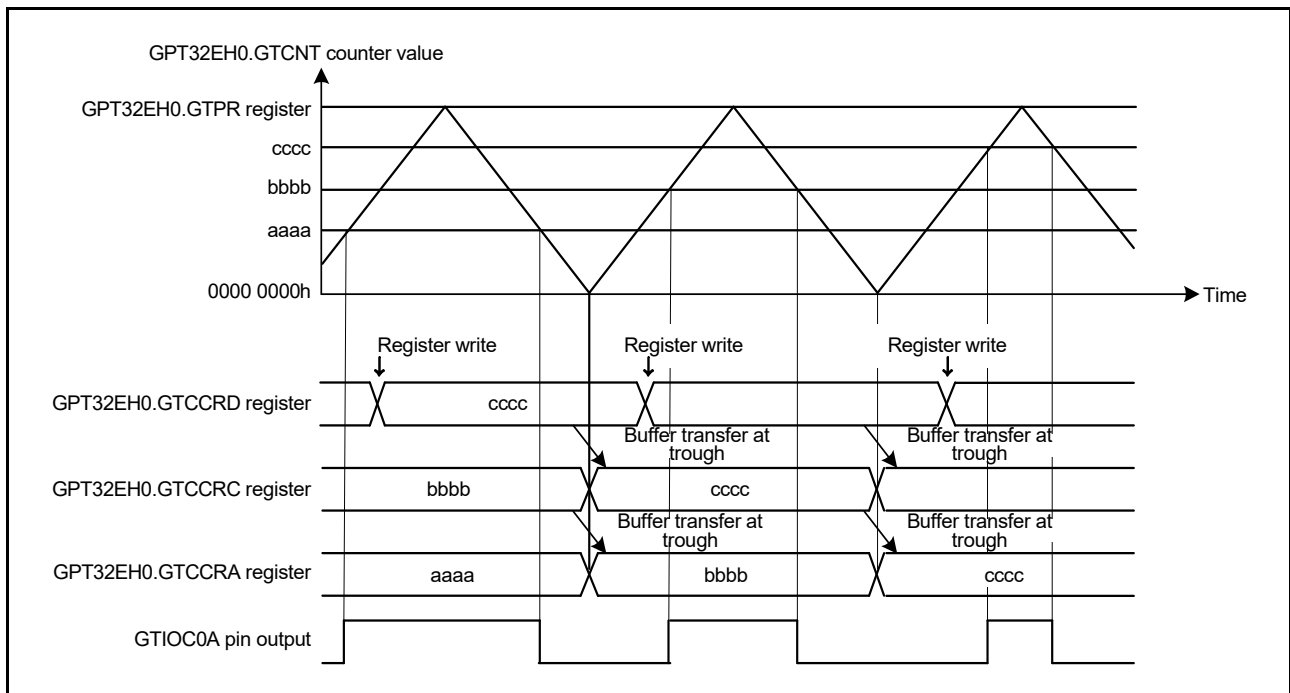 GPT32EH0.GTCNT counter value
GPT32EH0.GTPR register
cccc
bbbb
aaaa
0000 0000h
Time
Register write
Register write
Register write
GPT32EH0.GTCCRD register
cccc
Buffer transfer at
trough
Buffer transfer at
trough
GPT32EH0.GTCCRC register
bbbb
cccc
Buffer transfer at
trough
Buffer transfer at
trough
GPT32EH0.GTCCRA register
aaaa
bbbb
cccc
GTIOC0A pin output